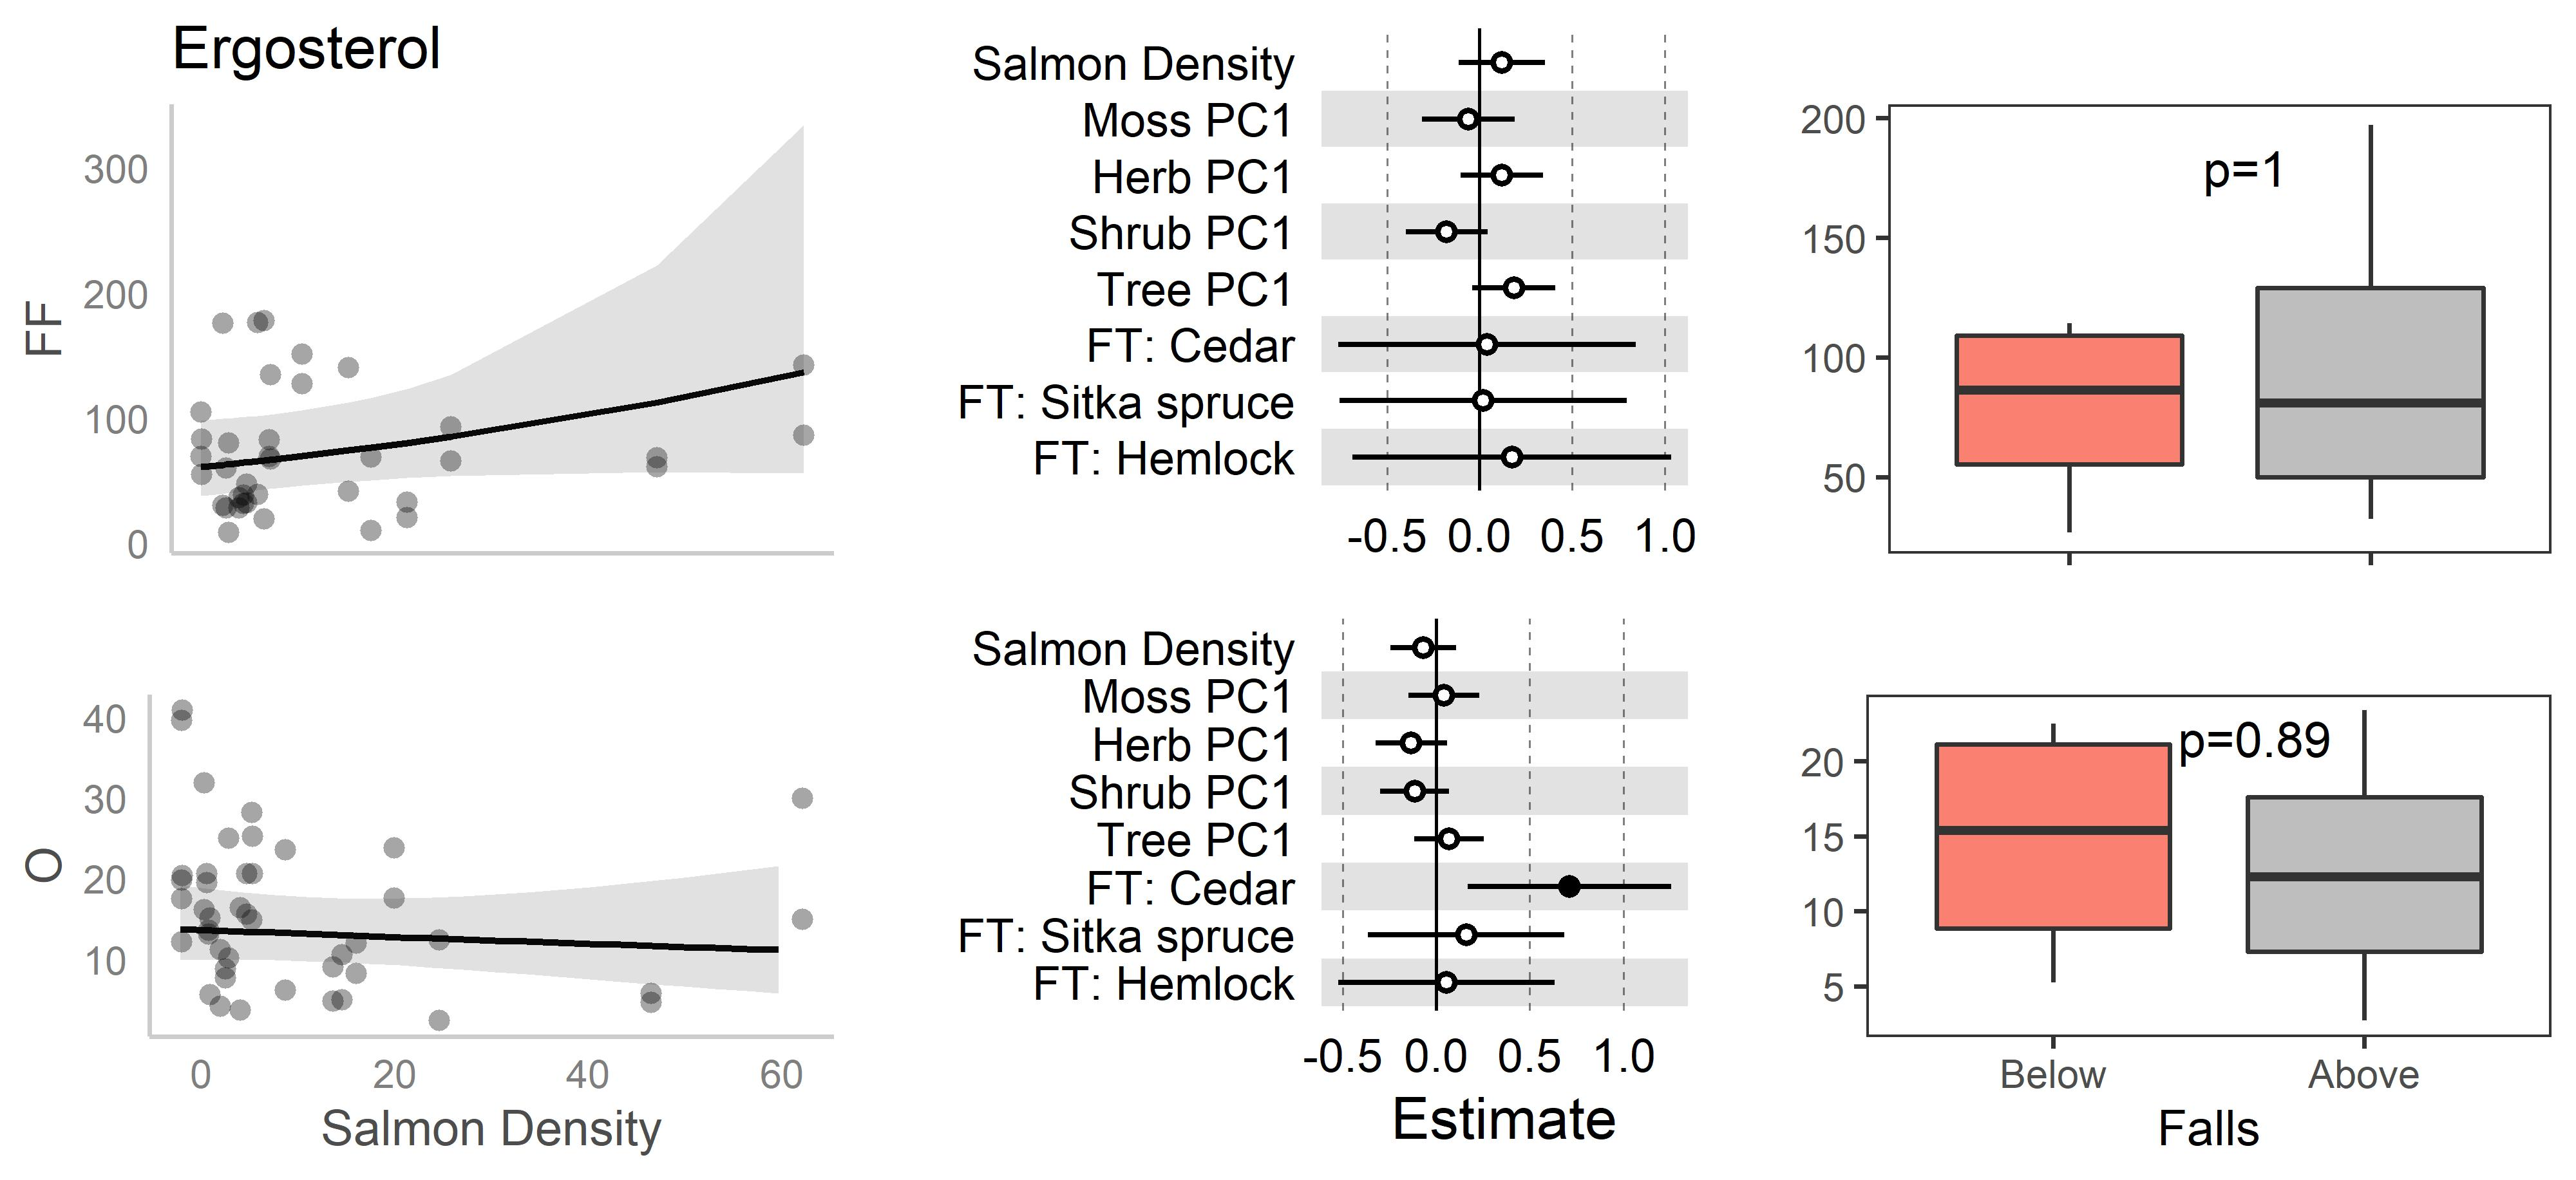 Ergosterol
FF
300
200
100
0
Salmon Density
Moss PC1
Herb PC1
Shrub PC1
Tree PC1
FT: Cedar
FT: Sitka spruce
FT: Hemlock
-0.5 0.0 0.5 1.0
200
150
100
50
p=1
O
40
30
20
10
0 20 40 60
Salmon Density
Salmon Density
Moss PC1
Herb PC1
Shrub PC1
Tree PC1
FT: Cedar
FT: Sitka spruce
FT: Hemlock
-0.5 0.0 0.5 1.0
Estimate
20
15
10
5
p=0.89
Below Above
Falls